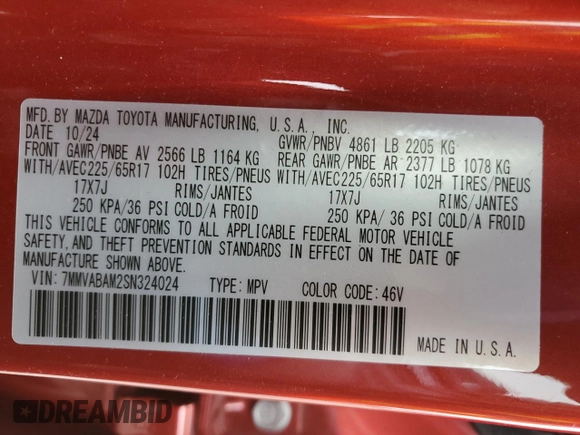 MFD. BY MAZDA TOYOTA MANUFACTURING, U.S.A. INC.
DATE 10/24 GVWR/PNBV 4861 LB 2205 KG
FRONT GAWR/PNBE AV 2566 LB 1164 KG REAR GAWR/PNBE AR 2377 LB 1078 KG
WITH/AVEC225/65R17 102H TIRES/PNEUS WITH/AVEC225/65R17 102H TIRES/PNEUS
17X7J RIMS/JANTES 17X7J RIMS/JANTES
250 KPA/36 PSI COLD/A FROID 250 KPA/36 PSI COLD/A FROID
THIS VEHICLE CONFORMS TO ALL APPLICABLE FEDERAL MOTOR VEHICLE
SAFETY, AND THEFT PREVENTION STANDARDS IN EFFECT ON THE DATE OF
MANUFACTURE SHOWN ABOVE.
VIN: 7MMVABAM2SN324024 TYPE: MPV COLOR CODE: 46V
MADE IN U.S.A.
DREAMBID